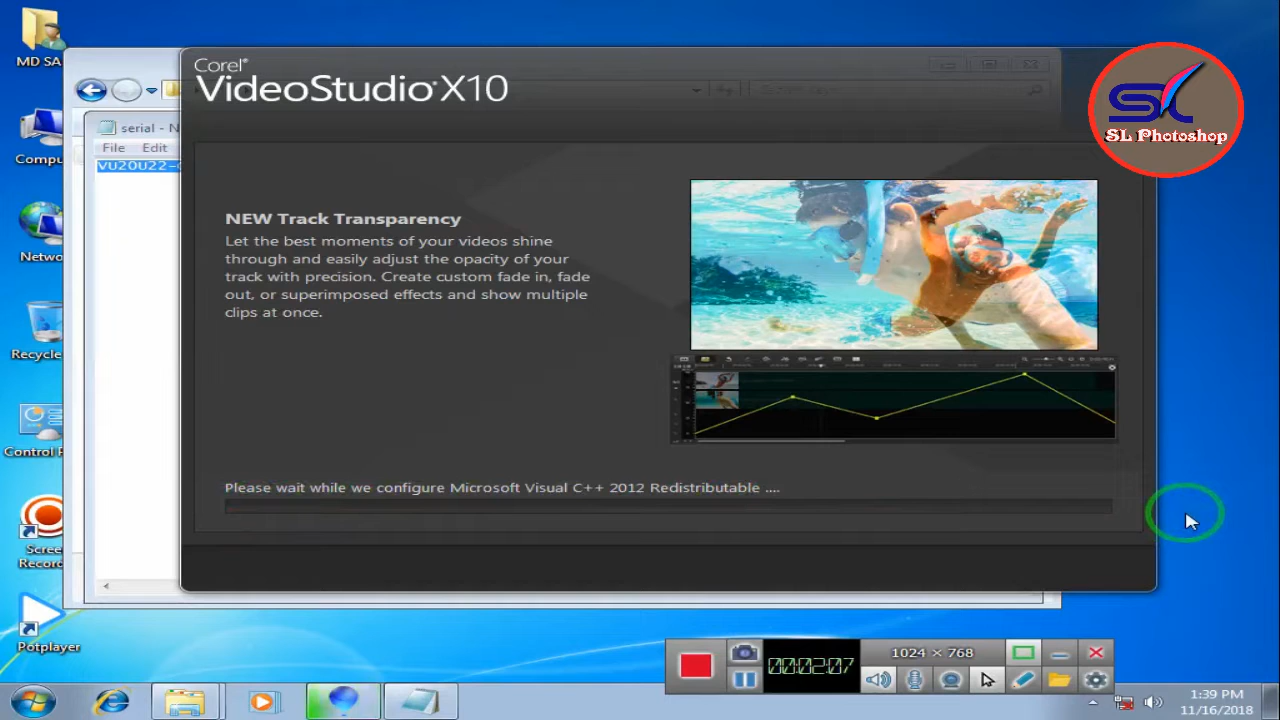 MD SA
Compu
Netwo
Recycle
Control P
Scree
Recor
Potplayer
serial - N
File Edit
VU20U22-
Corel®
VideoStudio®X10
SL Photoshop
NEW Track Transparency
Let the best moments of your videos shine
through and easily adjust the opacity of your
track with precision. Create custom fade in, fade
out, or superimposed effects and show multiple
clips at once.
Please wait while we configure Microsoft Visual C++ 2012 Redistributable ....
00:02:07
1024 × 768
1:39 PM
11/16/2018